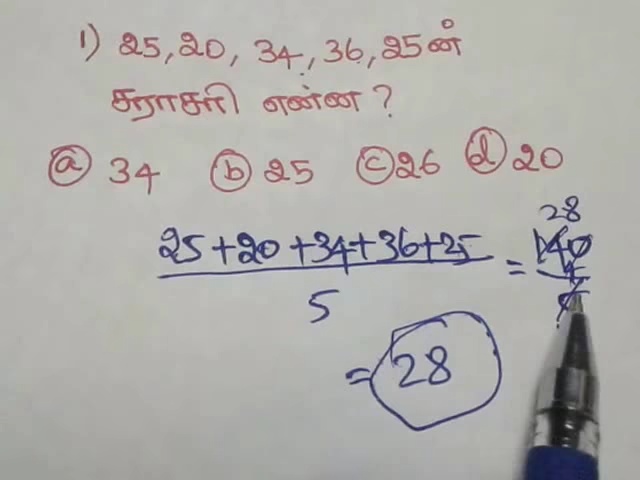 1) 25, 20, 34, 36, 25ன்
சராசரி என்ன ?
ⓐ 34 ⓑ 25 ⓒ 26 ⓓ 20
28
25+20+34+36+25 = 140
5
= 28